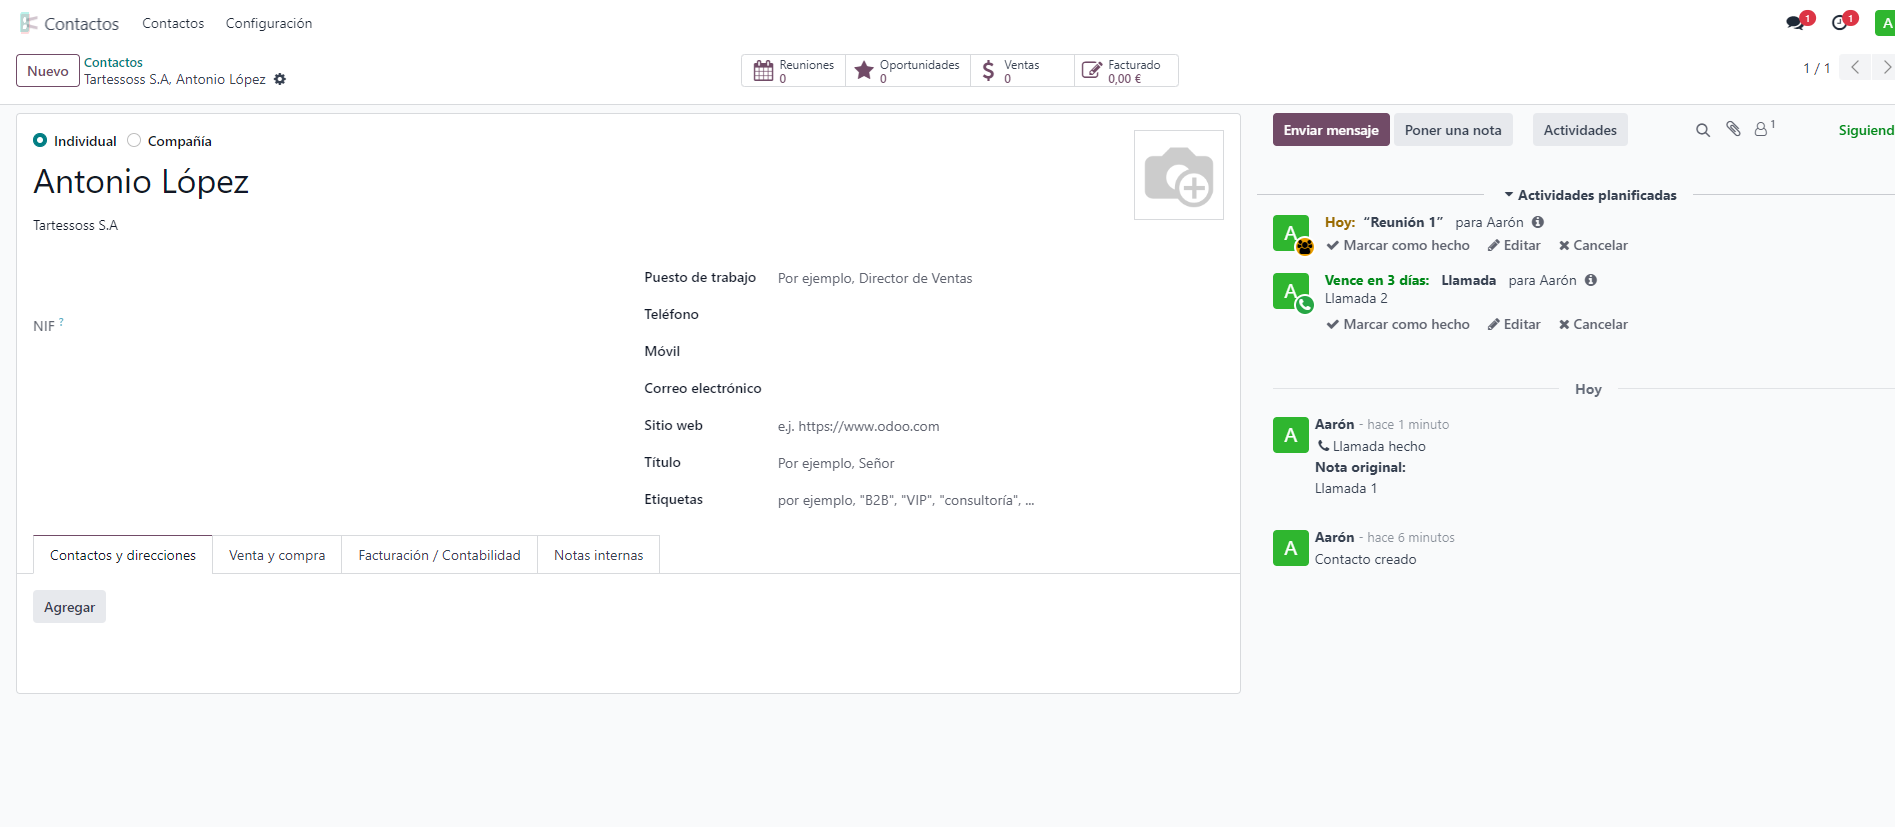 Contactos Contactos Configuración 1 1 A
Nuevo Contactos
Tartessoss S.A, Antonio López
Reuniones 0
Oportunidades 0
Ventas 0
Facturado 0,00 €
1 / 1
Individual Compañía
Antonio López
Tartessoss S.A
NIF ?
Puesto de trabajo Por ejemplo, Director de Ventas
Teléfono
Móvil
Correo electrónico
Sitio web e.j. https://www.odoo.com
Título Por ejemplo, Señor
Etiquetas por ejemplo, "B2B", "VIP", "consultoría", ...
Contactos y direcciones Venta y compra Facturación / Contabilidad Notas internas
Agregar
Enviar mensaje Poner una nota Actividades 1 Siguiend
Actividades planificadas
A Hoy: “Reunión 1” para Aarón
Marcar como hecho Editar Cancelar
A Vence en 3 días: Llamada para Aarón
Llamada 2
Marcar como hecho Editar Cancelar
Hoy
A Aarón - hace 1 minuto
Llamada hecho
Nota original:
Llamada 1
A Aarón - hace 6 minutos
Contacto creado